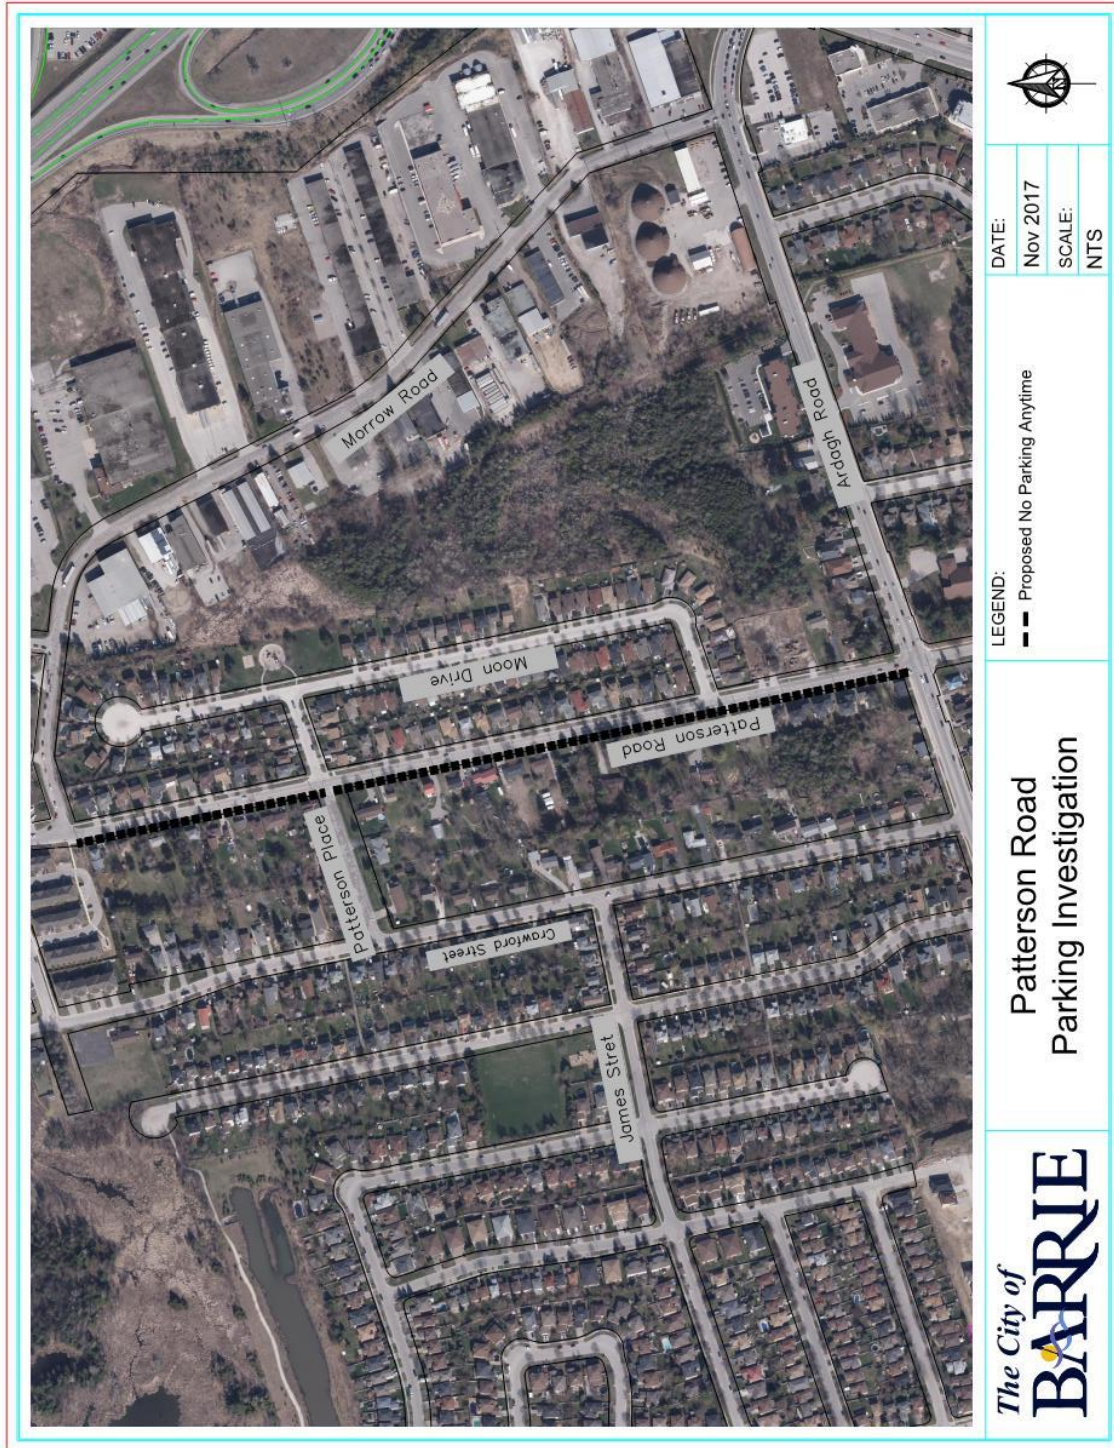 Morrow Road
Ardagh Road
Moon Drive
Patterson Road
Patterson Place
Crawford Street
James Stret
The City of
BARRIE
Patterson Road
Parking Investigation
LEGEND:
Proposed No Parking Anytime
DATE:
Nov 2017
SCALE:
NTS